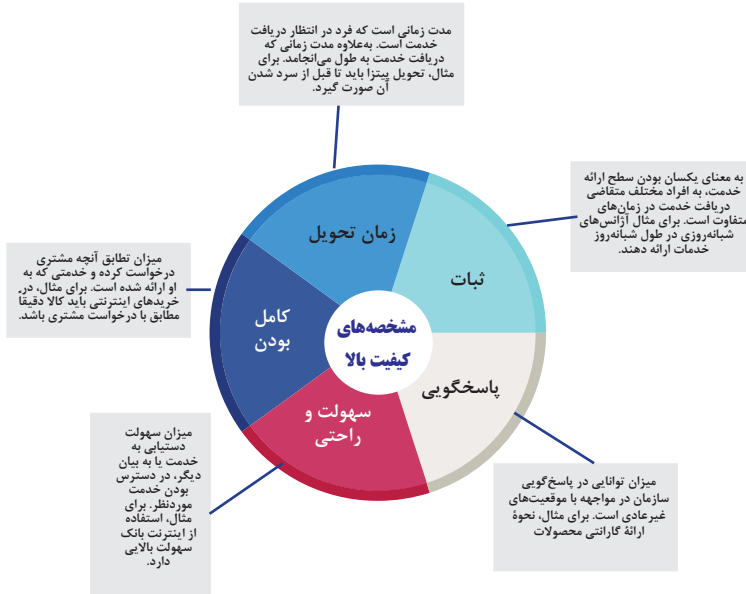 مدت زمانی است که فرد در انتظار دریافت
خدمت است. به‌علاوه مدت زمانی که
دریافت خدمت به طول می‌انجامد. برای
مثال، تحویل پیتزا باید تا قبل از سرد شدن
آن صورت گیرد.
به معنای یکسان بودن سطح ارائه
خدمت، به افراد مختلف متقاضی
دریافت خدمت در زمان‌های
متفاوت است. برای مثال آژانس‌های
شبانه‌روزی در طول شبانه‌روز
خدمات ارائه دهند.
زمان تحویل
ثبات
میزان تطابق آنچه مشتری
درخواست کرده و خدمتی که به
او ارائه شده است. برای مثال، در
خریدهای اینترنتی باید کالا دقیقاً
مطابق با درخواست مشتری باشد.
کامل
بودن
مشخصه‌های
کیفیت بالا
پاسخگویی
سهولت و
راحتی
میزان سهولت
دستیابی به
خدمت یا به بیان
دیگر، در دسترس
بودن خدمت
موردنظر. برای
مثال، استفاده
از اینترنت بانک
سهولت بالایی
دارد.
میزان توانایی در پاسخ‌گویی
سازمان در مواجهه با موقعیت‌های
غیرعادی است. برای مثال، نحوۀ
ارائۀ گارانتی محصولات